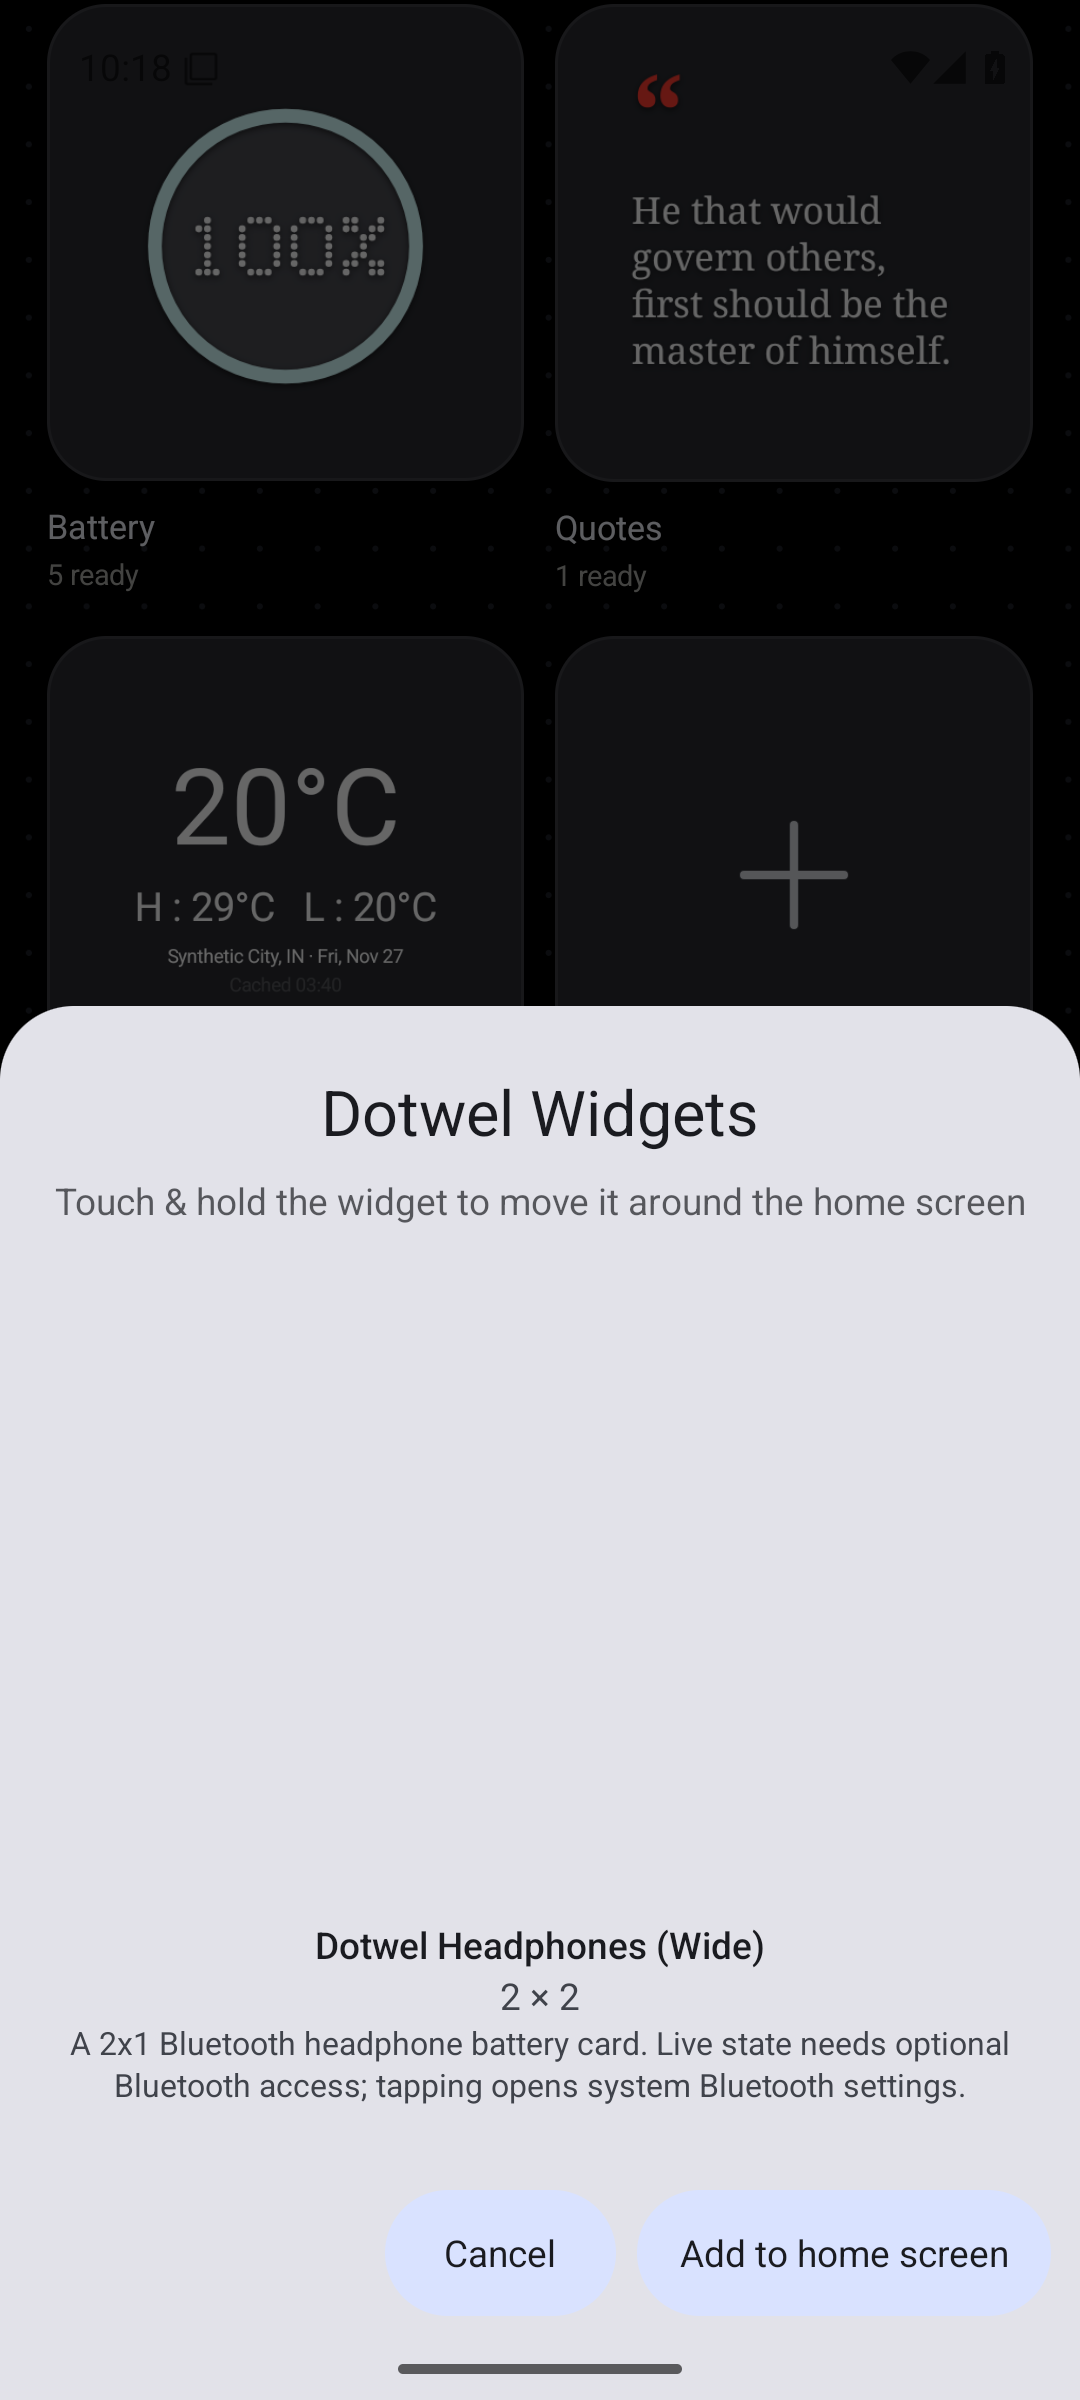 10:18
100%
“
He that would
govern others,
first should be the
master of himself.
Battery
5 ready
Quotes
1 ready
20°C
H : 29°C L : 20°C
Synthetic City, IN · Fri, Nov 27
Cached 03:40
Dotwel Widgets
Touch & hold the widget to move it around the home screen
Dotwel Headphones (Wide)
2 × 2
A 2x1 Bluetooth headphone battery card. Live state needs optional
Bluetooth access; tapping opens system Bluetooth settings.
Cancel
Add to home screen